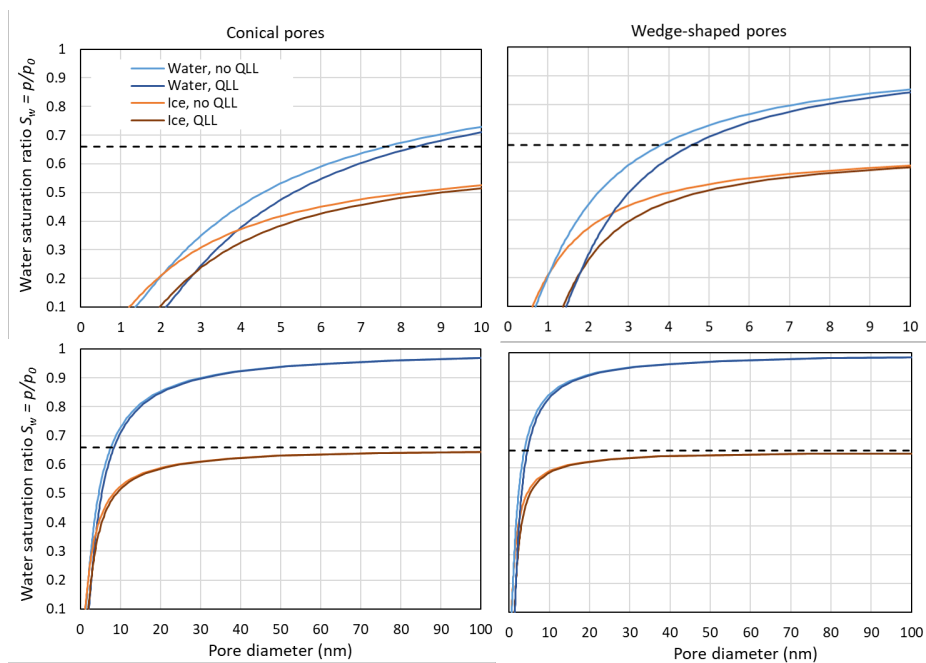 Conical pores
Wedge-shaped pores
Water saturation ratio Sw = p/p0
1
0.9
0.8
0.7
0.6
0.5
0.4
0.3
0.2
0.1
Water, no QLL
Water, QLL
Ice, no QLL
Ice, QLL
0 1 2 3 4 5 6 7 8 9 10
0 1 2 3 4 5 6 7 8 9 10
Water saturation ratio Sw = p/p0
1
0.9
0.8
0.7
0.6
0.5
0.4
0.3
0.2
0.1
0 10 20 30 40 50 60 70 80 90 100
0 10 20 30 40 50 60 70 80 90 100
Pore diameter (nm)
Pore diameter (nm)